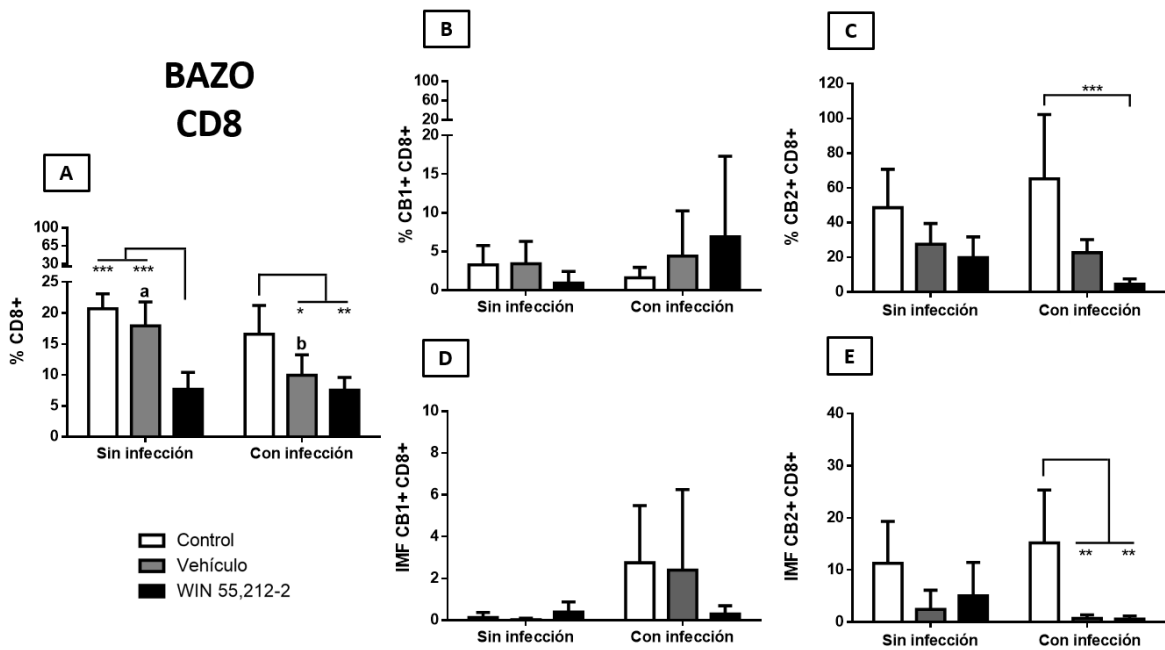 BAZO
CD8
A
% CD8+
100
65
30
25
20
15
10
5
0
***
***
a
*
**
b
Sin infección
Con infección
Control
Vehículo
WIN 55,212-2
B
% CB1+ CD8+
100
60
20
20
15
10
5
0
Sin infección
Con infección
C
% CB2+ CD8+
120
100
80
60
40
20
0
***
Sin infección
Con infección
D
IMF CB1+ CD8+
10
8
6
4
2
0
Sin infección
Con infección
E
IMF CB2+ CD8+
40
30
20
10
0
**
**
Sin infección
Con infección